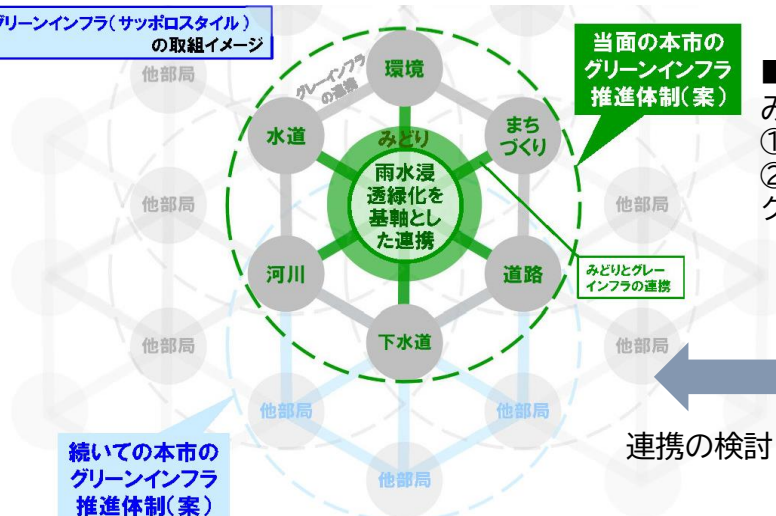 グリーンインフラ(サッポロスタイル)
の取組イメージ
当面の本市の
グリーンインフラ
推進体制(案)
他部局
グレーインフラ
の連携
環境
水道
みどり
まち
づくり
雨水浸
透緑化を
基軸とし
た連携
他部局
他部局
河川
道路
みどりとグレー
インフラの連携
下水道
他部局
他部局
他部局
他部局
続いての本市の
グリーンインフラ
推進体制(案)
他部局
連携の検討
■
み
①
②
グ